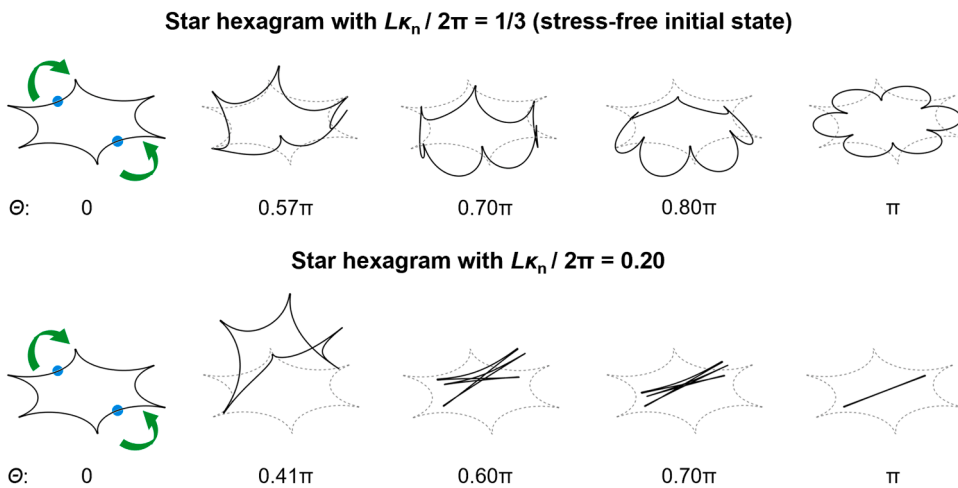 Star hexagram with Lκn / 2π = 1/3 (stress-free initial state)
Θ: 0 0.57π 0.70π 0.80π π
Star hexagram with Lκn / 2π = 0.20
Θ: 0 0.41π 0.60π 0.70π π